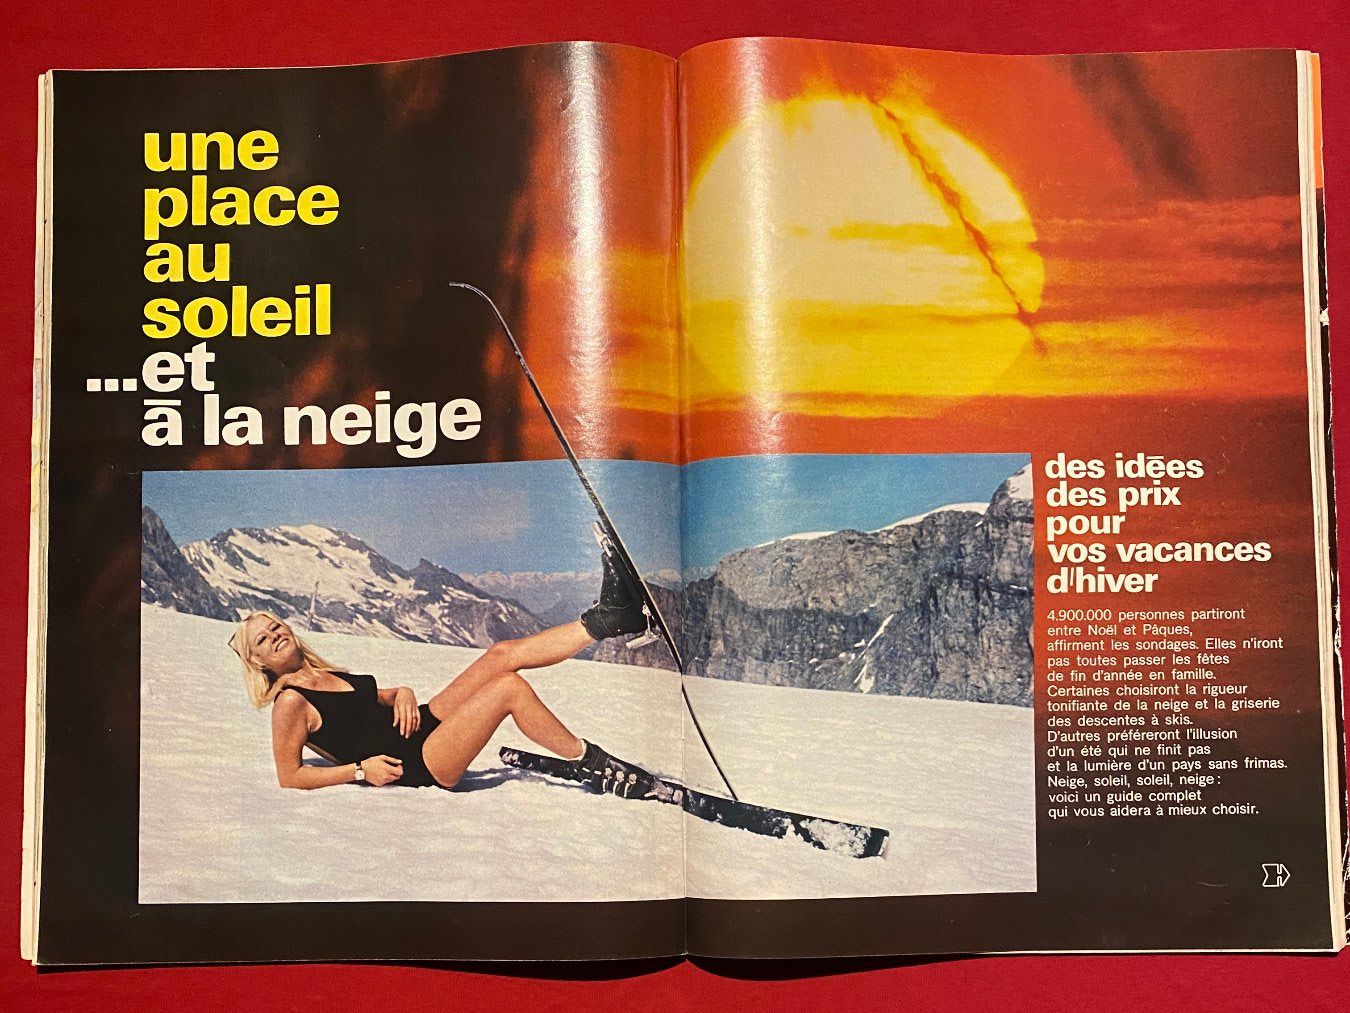 une
place
au
soleil
...et
à la neige
des idées
des prix
pour
vos vacances
d'hiver
4.900.000 personnes partiront
entre Noël et Pâques,
affirment les sondages. Elles n'iront
pas toutes passer les fêtes
de fin d'année en famille.
Certaines choisiront la rigueur
tonifiante de la neige et la griserie
des descentes à skis.
D'autres préféreront l'illusion
d'un été qui ne finit pas
et la lumière d'un pays sans frimas.
Neige, soleil, soleil, neige :
voici un guide complet
qui vous aidera à mieux choisir.